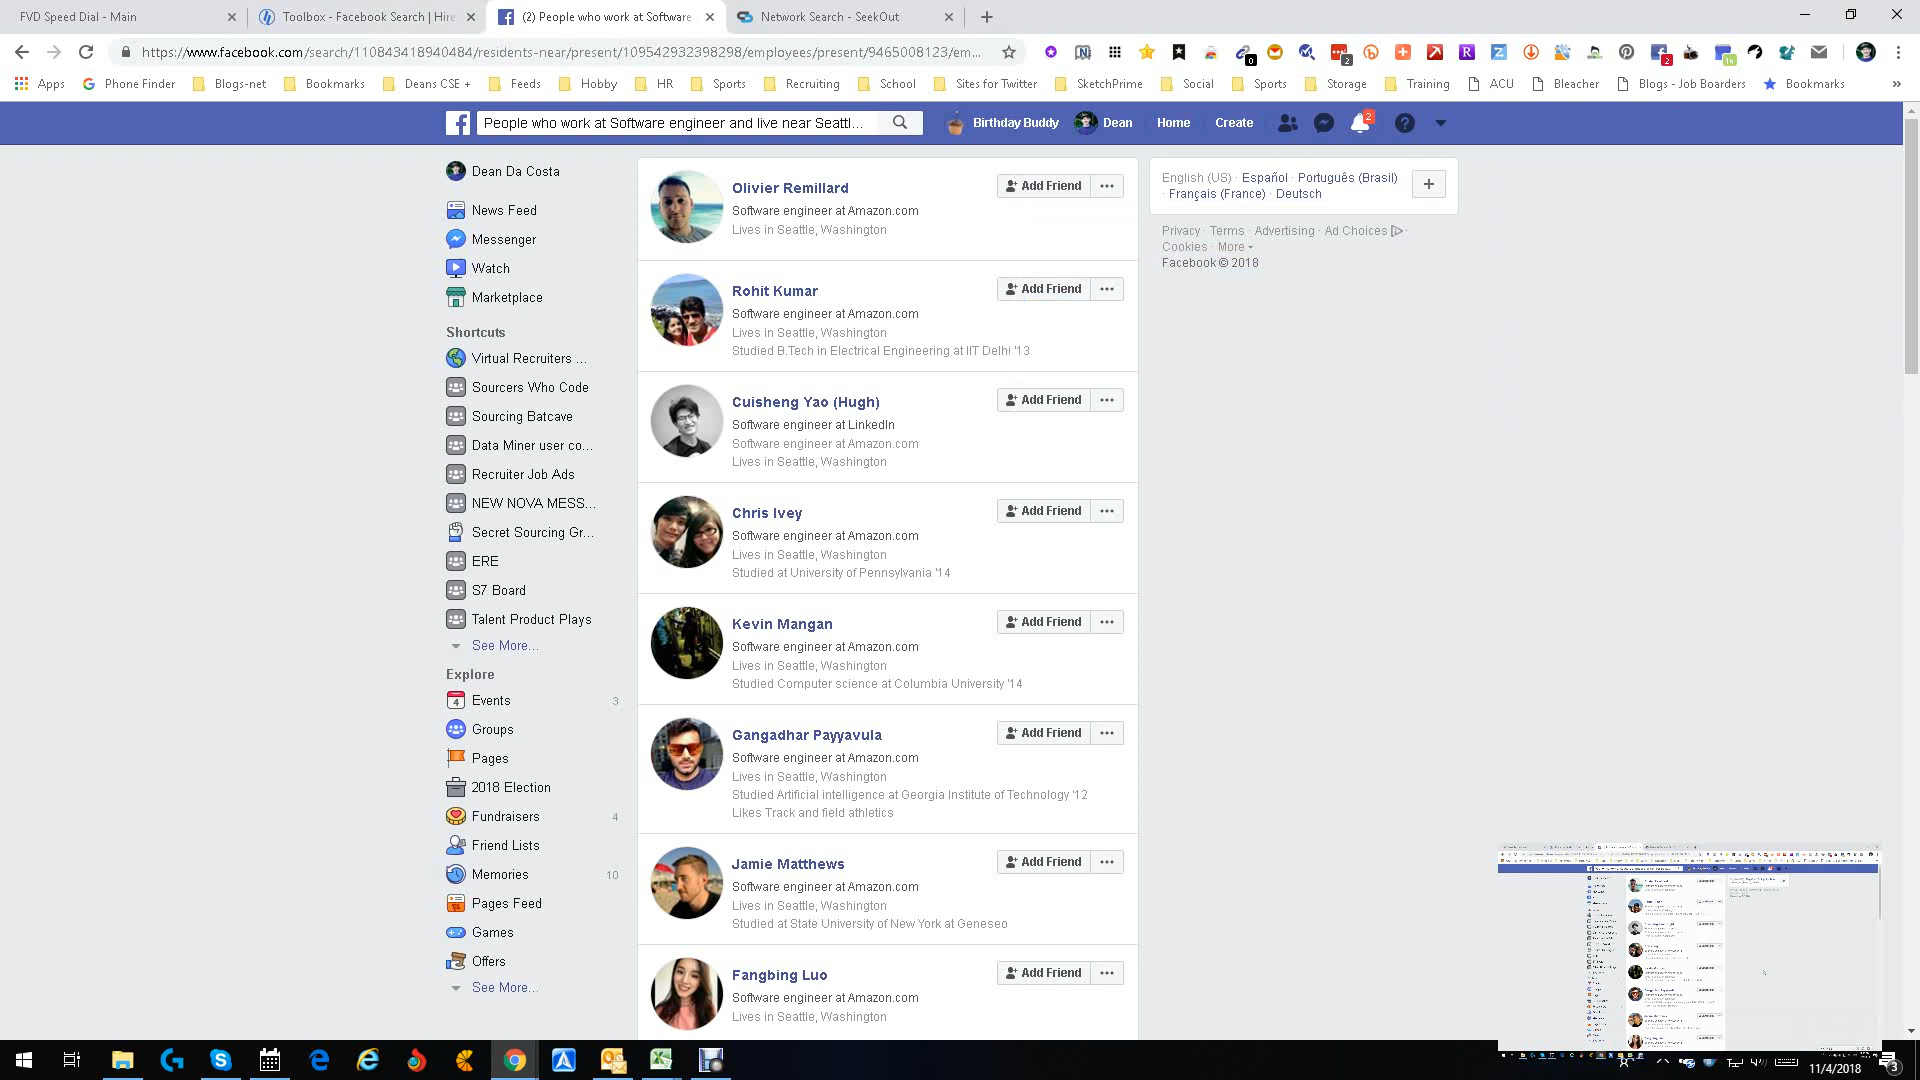 FVD Speed Dial - Main
Toolbox - Facebook Search | Hire
(2) People who work at Software
Network Search - SeekOut
https://www.facebook.com/search/110843418940484/residents-near/present/109542932398298/employees/present/9465008123/em...
Apps
Phone Finder
Blogs-net
Bookmarks
Deans CSE +
Feeds
Hobby
HR
Sports
Recruiting
School
Sites for Twitter
SketchPrime
Social
Sports
Storage
Training
ACU
Bleacher
Blogs - Job Boarders
Bookmarks
People who work at Software engineer and live near Seattl...
Birthday Buddy
Dean
Home
Create
2
Dean Da Costa
News Feed
Messenger
Watch
Marketplace
Shortcuts
Virtual Recruiters ...
Sourcers Who Code
Sourcing Batcave
Data Miner user co...
Recruiter Job Ads
NEW NOVA MESS...
Secret Sourcing Gr...
ERE
S7 Board
Talent Product Plays
See More...
Explore
Events 3
Groups
Pages
2018 Election
Fundraisers 4
Friend Lists
Memories 10
Pages Feed
Games
Offers
See More...
Olivier Remillard
Add Friend
Software engineer at Amazon.com
Lives in Seattle, Washington
Rohit Kumar
Add Friend
Software engineer at Amazon.com
Lives in Seattle, Washington
Studied B.Tech in Electrical Engineering at IIT Delhi '13
Cuisheng Yao (Hugh)
Add Friend
Software engineer at LinkedIn
Software engineer at Amazon.com
Lives in Seattle, Washington
Chris Ivey
Add Friend
Software engineer at Amazon.com
Lives in Seattle, Washington
Studied at University of Pennsylvania '14
Kevin Mangan
Add Friend
Software engineer at Amazon.com
Lives in Seattle, Washington
Studied Computer science at Columbia University '14
Gangadhar Payyavula
Add Friend
Software engineer at Amazon.com
Lives in Seattle, Washington
Studied Artificial intelligence at Georgia Institute of Technology '12
Likes Track and field athletics
Jamie Matthews
Add Friend
Software engineer at Amazon.com
Lives in Seattle, Washington
Studied at State University of New York at Geneseo
Fangbing Luo
Add Friend
Software engineer at Amazon.com
Lives in Seattle, Washington
English (US) · Español · Português (Brasil)
· Français (France) · Deutsch
Privacy · Terms · Advertising · Ad Choices ·
Cookies · More
Facebook © 2018
11/4/2018
3